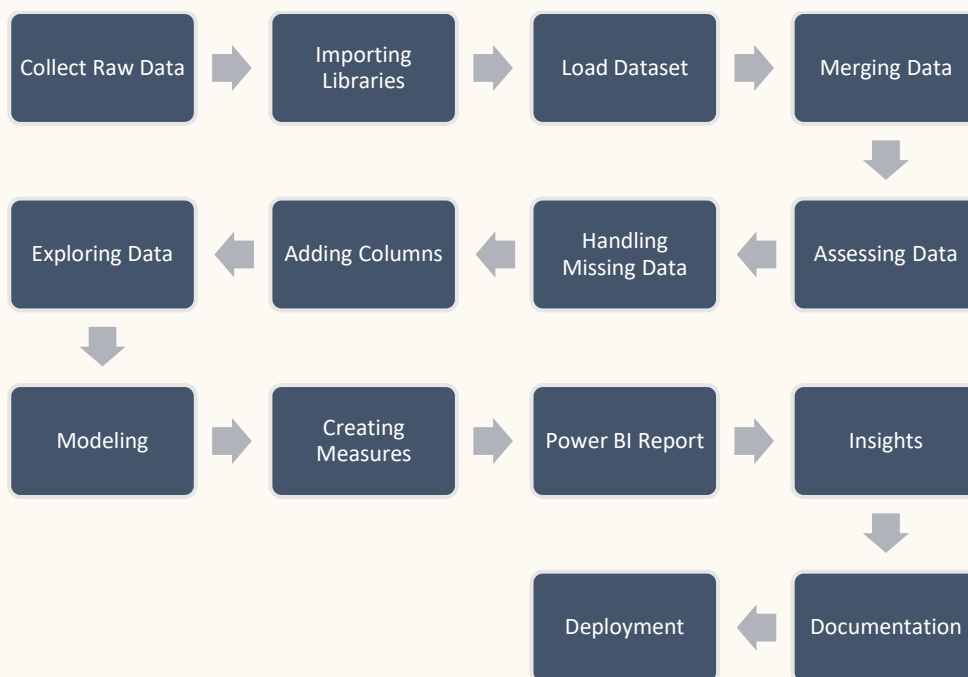 Collect Raw Data
Importing
Libraries
Load Dataset
Merging Data
Assessing Data
Handling
Missing Data
Adding Columns
Exploring Data
Modeling
Creating
Measures
Power BI Report
Insights
Documentation
Deployment